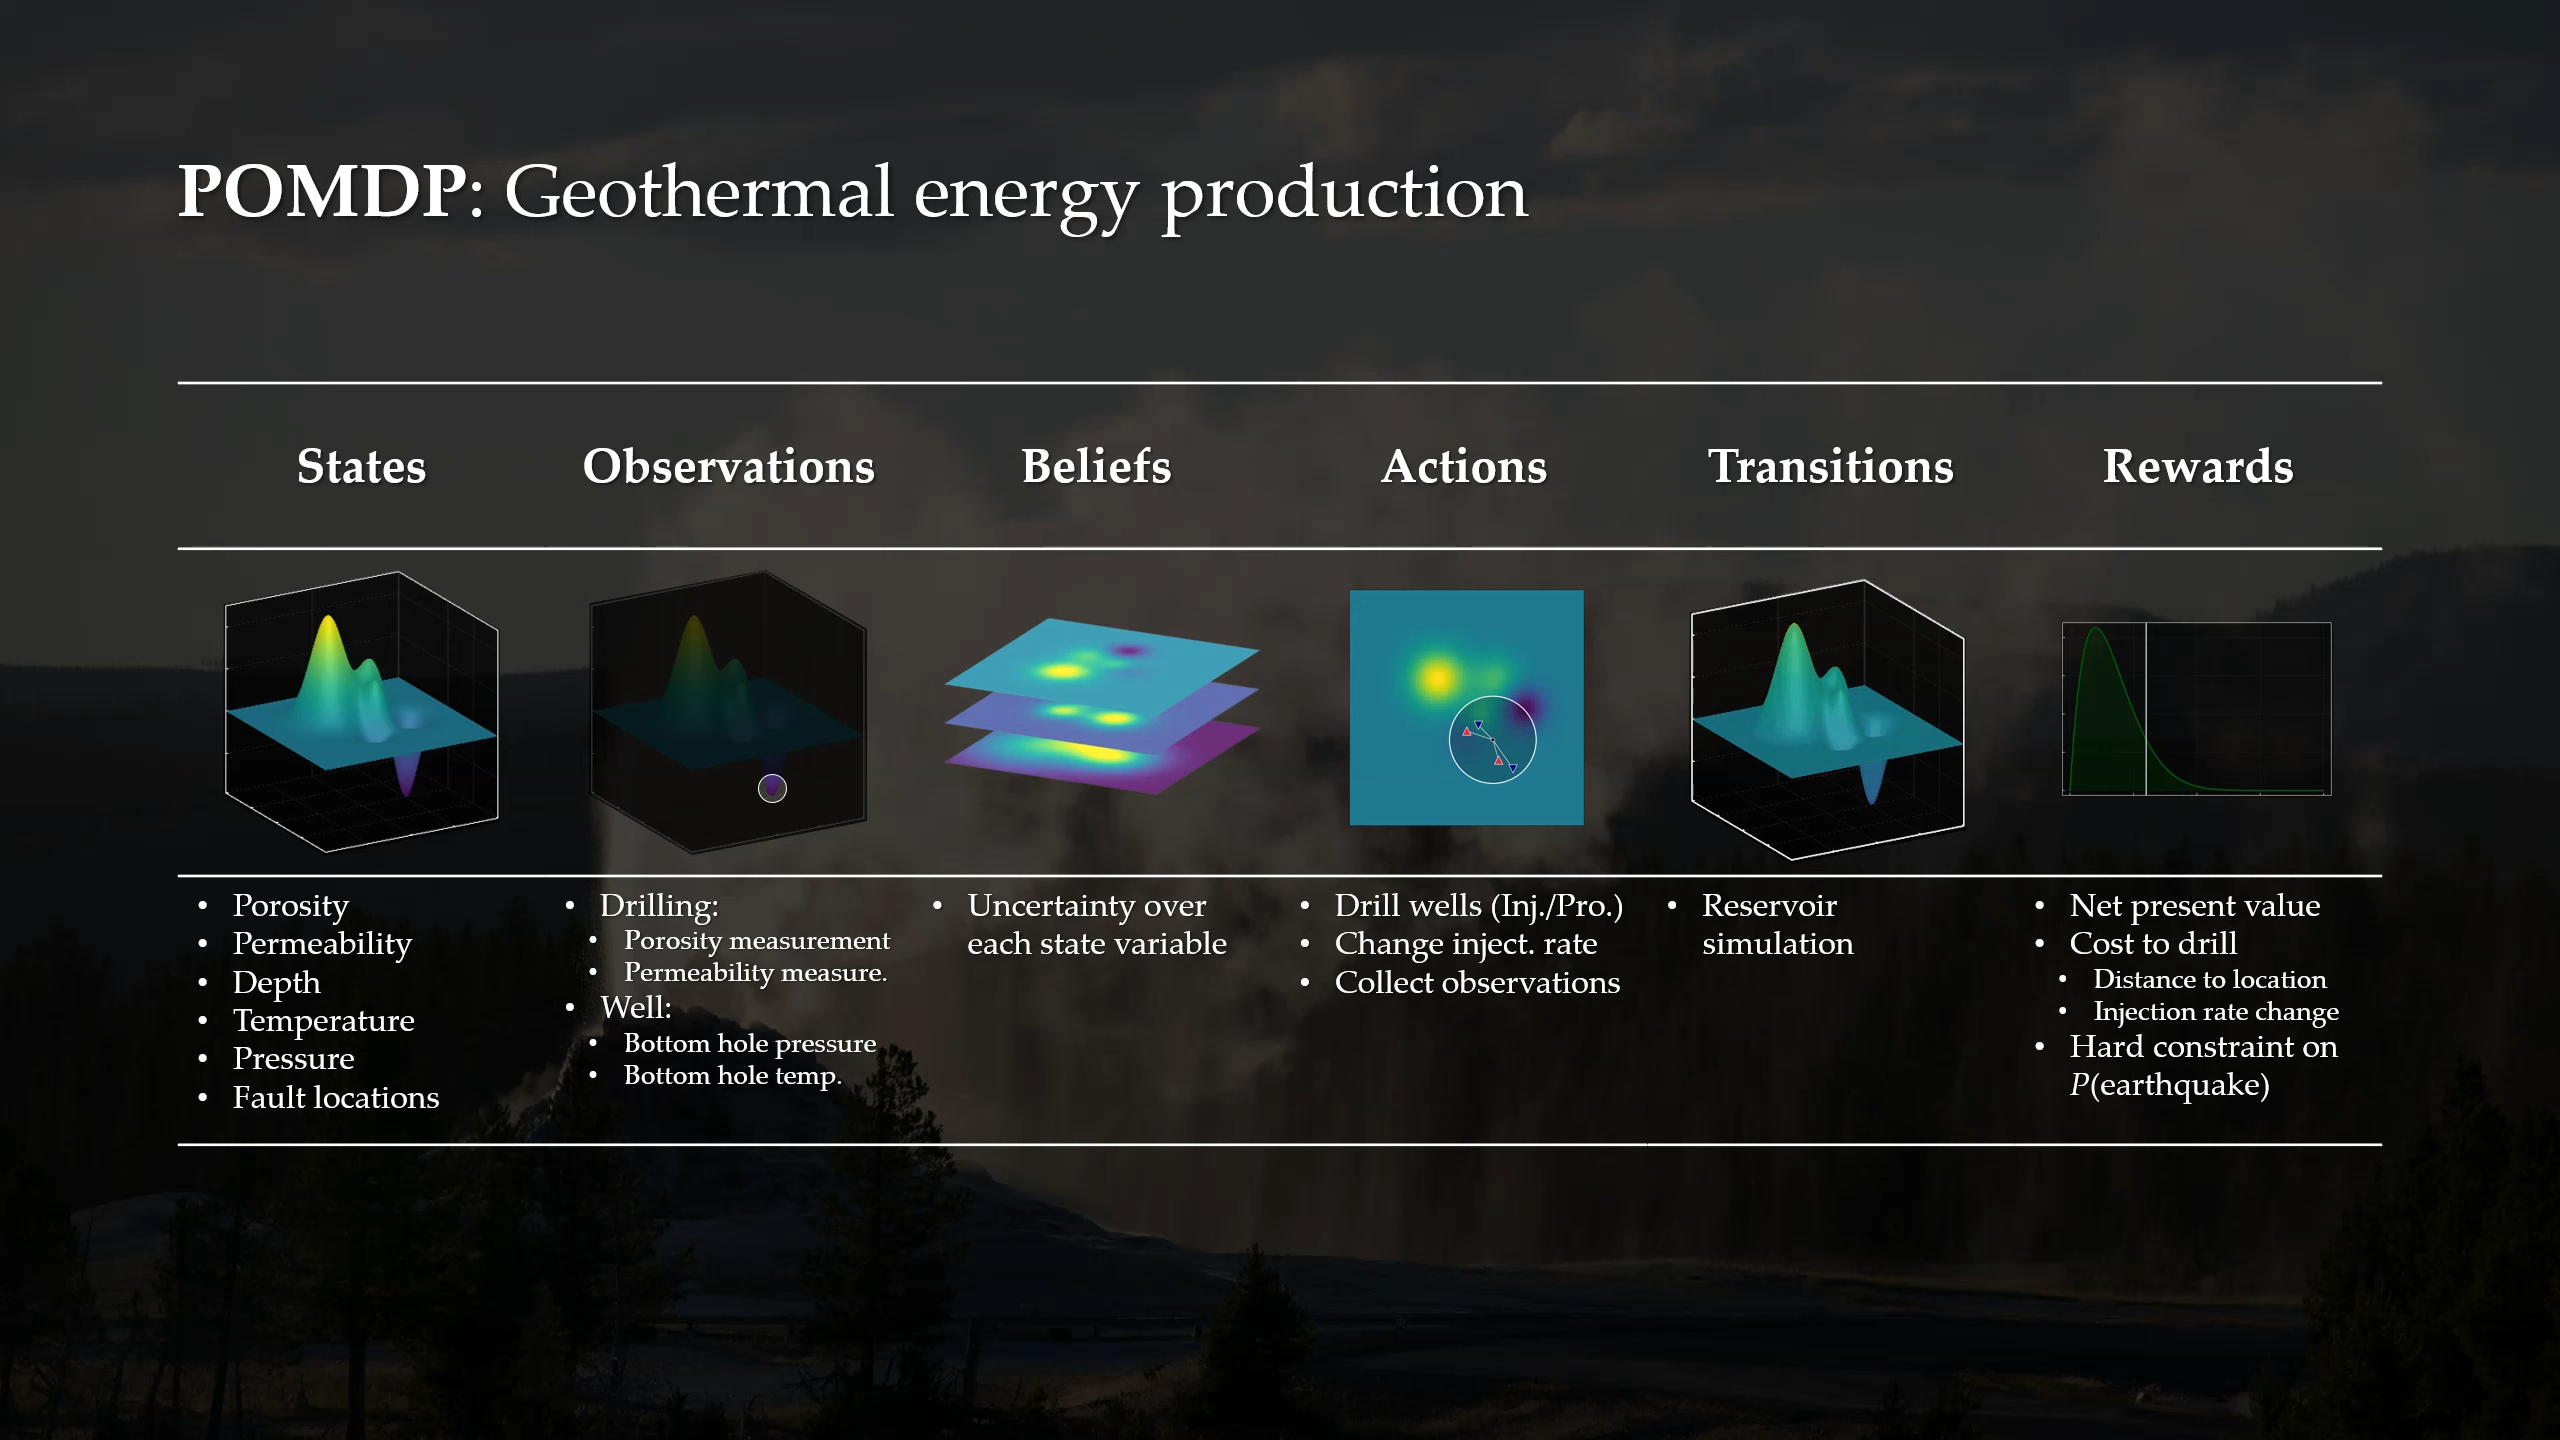 POMDP: Geothermal energy production
States
Observations
Beliefs
Actions
Transitions
Rewards
• Porosity
• Permeability
• Depth
• Temperature
• Pressure
• Fault locations
• Drilling:
• Porosity measurement
• Permeability measure.
• Well:
• Bottom hole pressure
• Bottom hole temp.
• Uncertainty over
each state variable
• Drill wells (Inj./Pro.)
• Change inject. rate
• Collect observations
• Reservoir
simulation
• Net present value
• Cost to drill
• Distance to location
• Injection rate change
• Hard constraint on
P(earthquake)